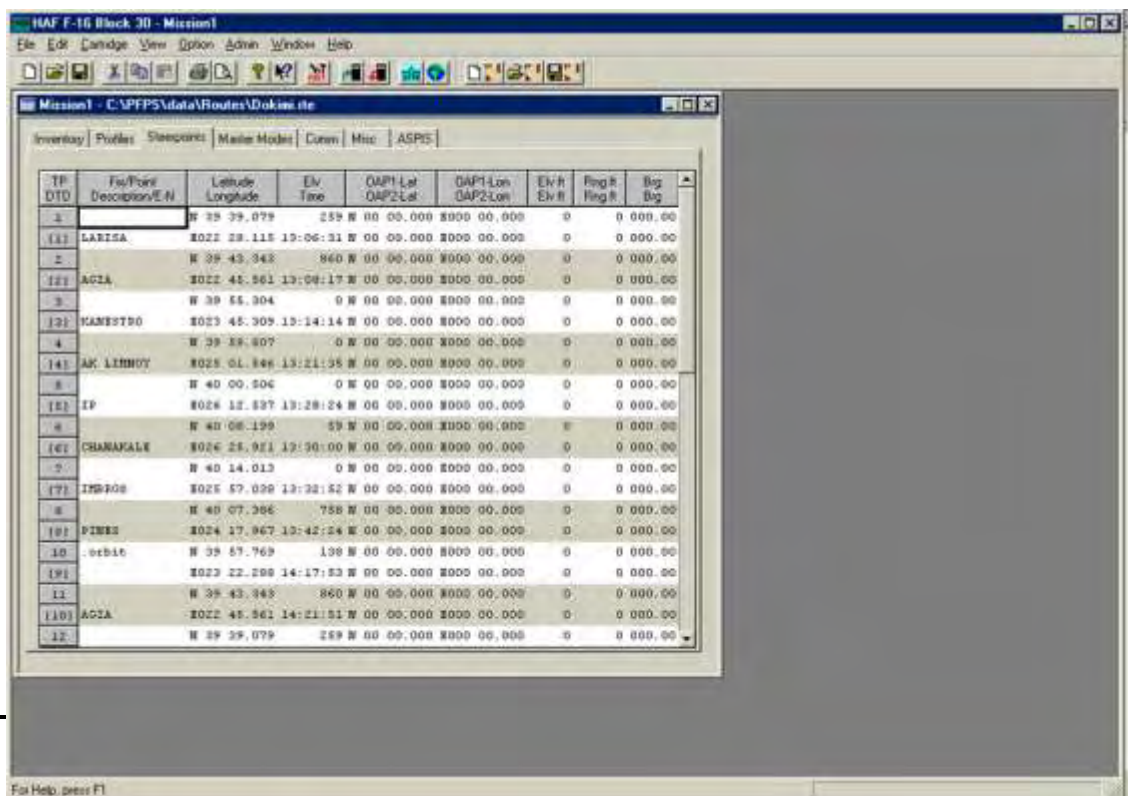 HAF F-16 Block 30 - Mission1
File Edit Cartridge View Option Admin Window Help
Mission1 - C:\PFPS\data\Routes\Dokimi.rte
Inventory Profiles Steerpoints Master Modes Comm Misc ASPIS
TP Fix/Point Latitude Elv OAP1-Lat OAP1-Lon Elv ft Rng ft Brg
DTD Description/E-N Longitude Time OAP2-Lat OAP2-Lon Elv ft Rng ft Brg
1 N 39 39.079 259 N 00 00.000 E000 00.000 0 0 000.00
[1] LARISA E022 28.115 13:06:31 N 00 00.000 E000 00.000 0 0 000.00
2 N 39 43.343 860 N 00 00.000 E000 00.000 0 0 000.00
[2] AGIA E022 45.561 13:08:17 N 00 00.000 E000 00.000 0 0 000.00
3 N 39 55.304 0 N 00 00.000 E000 00.000 0 0 000.00
[3] KANESTRO E023 45.309 13:14:14 N 00 00.000 E000 00.000 0 0 000.00
4 N 39 59.607 0 N 00 00.000 E000 00.000 0 0 000.00
[4] AK LIMNOY E025 01.846 13:21:35 N 00 00.000 E000 00.000 0 0 000.00
5 N 40 00.506 0 N 00 00.000 E000 00.000 0 0 000.00
[5] IP E026 12.537 13:28:24 N 00 00.000 E000 00.000 0 0 000.00
6 N 40 08.199 59 N 00 00.000 E000 00.000 0 0 000.00
[6] CHANAKALE E026 25.921 13:30:00 N 00 00.000 E000 00.000 0 0 000.00
7 N 40 14.013 0 N 00 00.000 E000 00.000 0 0 000.00
[7] IMBROS E025 57.039 13:32:52 N 00 00.000 E000 00.000 0 0 000.00
8 N 40 07.386 758 N 00 00.000 E000 00.000 0 0 000.00
[8] PINES E024 17.967 13:42:24 N 00 00.000 E000 00.000 0 0 000.00
10 .orbit N 39 57.769 138 N 00 00.000 E000 00.000 0 0 000.00
[9] E023 22.288 14:17:53 N 00 00.000 E000 00.000 0 0 000.00
11 N 39 43.343 860 N 00 00.000 E000 00.000 0 0 000.00
[10] AGIA E022 45.561 14:21:51 N 00 00.000 E000 00.000 0 0 000.00
12 N 39 39.079 259 N 00 00.000 E000 00.000 0 0 000.00
For Help, press F1